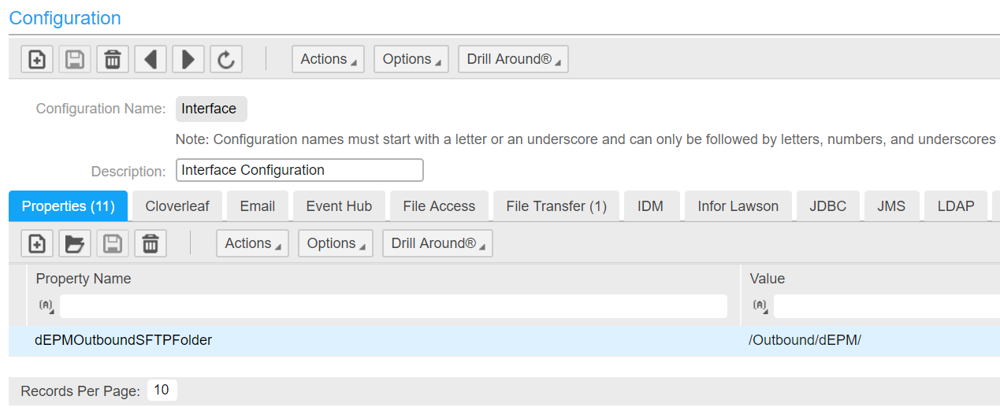 Configuration
Actions Options Drill Around®
Configuration Name: Interface
Note: Configuration names must start with a letter or an underscore and can only be followed by letters, numbers, and underscores
Description: Interface Configuration
Properties (11) Cloverleaf Email Event Hub File Access File Transfer (1) IDM Infor Lawson JDBC JMS LDAP
Actions Options Drill Around®
Property Name Value
(A) (A)
dEPMOutboundSFTPFolder /Outbound/dEPM/
Records Per Page: 10